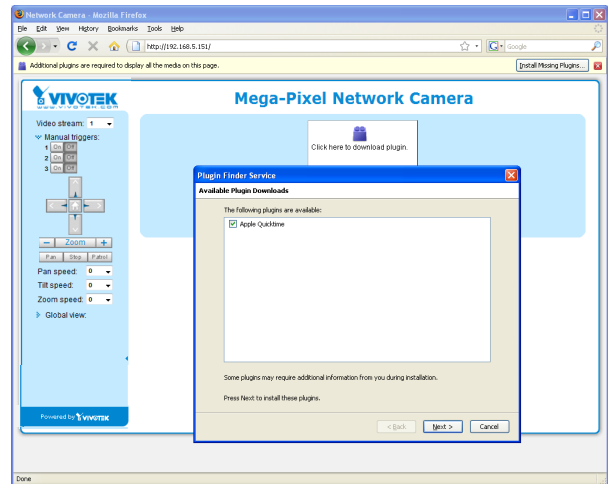 Network Camera - Mozilla Firefox
File Edit View History Bookmarks Tools Help
http://192.168.5.151/
Google
Additional plugins are required to display all the media on this page.
Install Missing Plugins...
VIVOTEK
WWW.VIVOTEK.COM
Mega-Pixel Network Camera
Video stream: 1
Manual triggers:
1 On Off
2 On Off
3 On Off
Click here to download plugin.
Plugin Finder Service
Available Plugin Downloads
The following plugins are available:
Apple Quicktime
Zoom
Pan Stop Patrol
Pan speed: 0
Tilt speed: 0
Zoom speed: 0
Global view:
Some plugins may require additional information from you during installation.
Press Next to install these plugins.
< Back Next > Cancel
Powered by VIVOTEK
Done